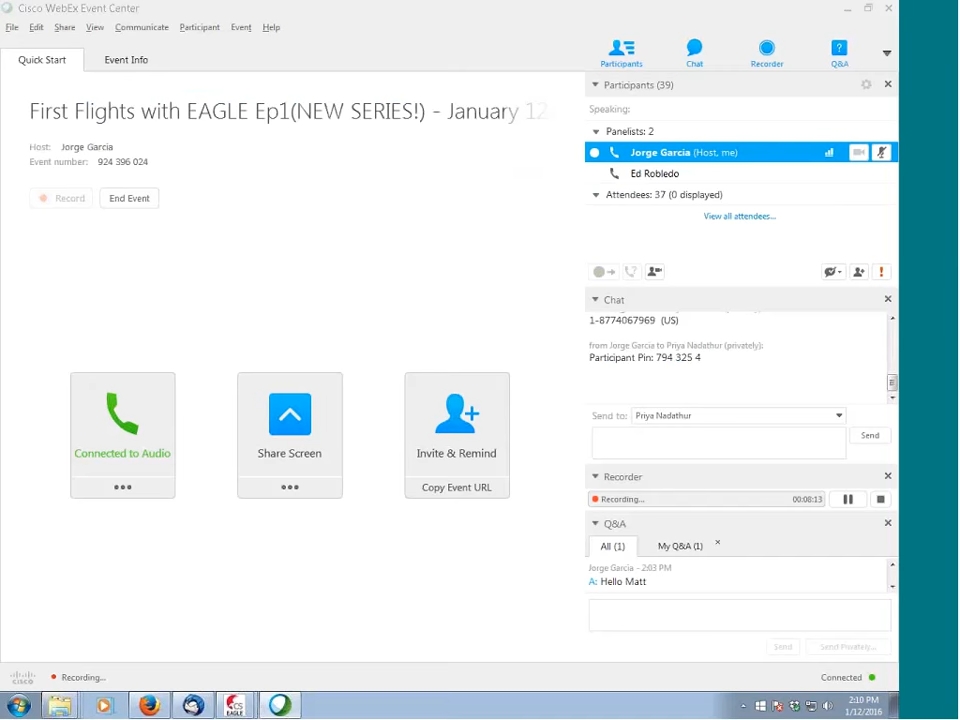 Cisco WebEx Event Center
File Edit Share View Communicate Participant Event Help
Quick Start Event Info
Participants Chat Recorder Q&A
Participants (39)
First Flights with EAGLE Ep1(NEW SERIES!) - January 12
Speaking:
Panelists: 2
Host: Jorge Garcia
Jorge Garcia (Host, me)
Event number: 924 396 024
Ed Robledo
Record End Event
Attendees: 37 (0 displayed)
View all attendees...
Chat
1-8774067969 (US)
from Jorge Garcia to Priya Nadathur (privately):
Participant Pin: 794 325 4
Send to: Priya Nadathur
Send
Connected to Audio
Share Screen
Invite & Remind
Copy Event URL
Recorder
Recording... 00:08:13
Q&A
All (1) My Q&A (1)
Jorge Garcia - 2:03 PM
A: Hello Matt
Send Send Privately...
cisco Recording... Connected
CS EAGLE
2:10 PM
1/12/2016